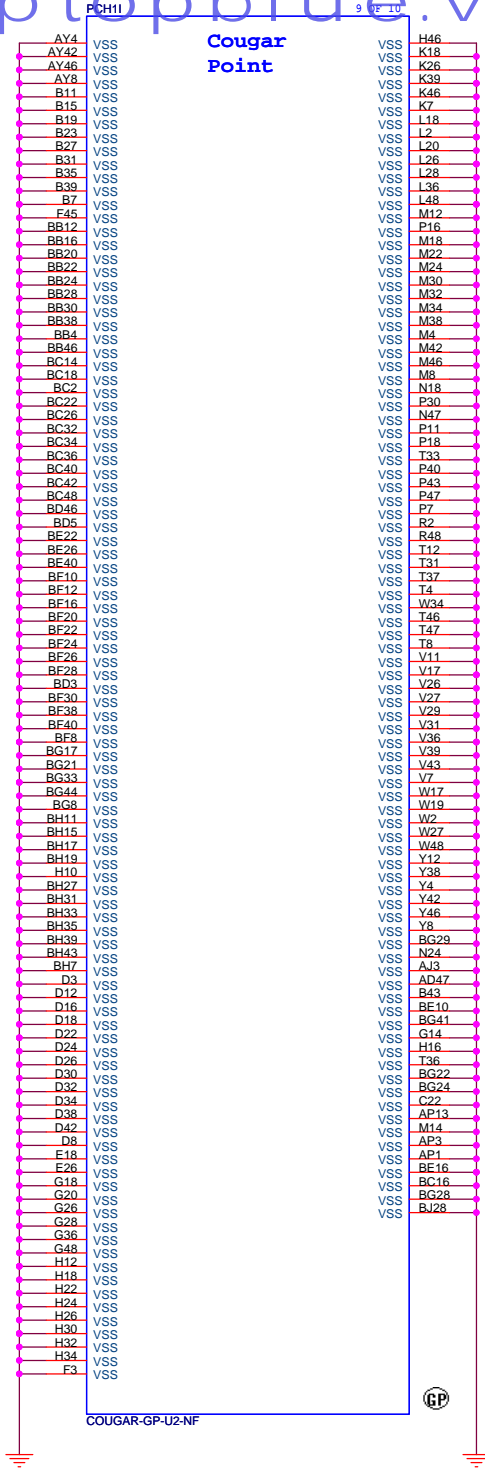 ptopblue.v
PCH1I 9 OF 10
Cougar
Point
AY4 VSS VSS H46
AY42 VSS VSS K18
AY46 VSS VSS K26
AY8 VSS VSS K39
B11 VSS VSS K46
B15 VSS VSS K7
B19 VSS VSS L18
B23 VSS VSS L2
B27 VSS VSS L20
B31 VSS VSS L26
B35 VSS VSS L28
B39 VSS VSS L36
B7 VSS VSS L48
F45 VSS VSS M12
BB12 VSS VSS P16
BB16 VSS VSS M18
BB20 VSS VSS M22
BB22 VSS VSS M24
BB24 VSS VSS M30
BB28 VSS VSS M32
BB30 VSS VSS M34
BB38 VSS VSS M38
BB4 VSS VSS M4
BB46 VSS VSS M42
BC14 VSS VSS M46
BC18 VSS VSS M8
BC2 VSS VSS N18
BC22 VSS VSS P30
BC26 VSS VSS N47
BC32 VSS VSS P11
BC34 VSS VSS P18
BC36 VSS VSS T33
BC40 VSS VSS P40
BC42 VSS VSS P43
BC48 VSS VSS P47
BD46 VSS VSS P7
BD5 VSS VSS R2
BE22 VSS VSS R48
BE26 VSS VSS T12
BE40 VSS VSS T31
BF10 VSS VSS T37
BF12 VSS VSS T4
BF16 VSS VSS W34
BF20 VSS VSS T46
BF22 VSS VSS T47
BF24 VSS VSS T8
BF26 VSS VSS V11
BF28 VSS VSS V17
BD3 VSS VSS V26
BF30 VSS VSS V27
BF38 VSS VSS V29
BF40 VSS VSS V31
BF8 VSS VSS V36
BG17 VSS VSS V39
BG21 VSS VSS V43
BG33 VSS VSS V7
BG44 VSS VSS W17
BG8 VSS VSS W19
BH11 VSS VSS W2
BH15 VSS VSS W27
BH17 VSS VSS W48
BH19 VSS VSS Y12
H10 VSS VSS Y38
BH27 VSS VSS Y4
BH31 VSS VSS Y42
BH33 VSS VSS Y46
BH35 VSS VSS Y8
BH39 VSS VSS BG29
BH43 VSS VSS N24
BH7 VSS VSS AJ3
D3 VSS VSS AD47
D12 VSS VSS B43
D16 VSS VSS BE10
D18 VSS VSS BG41
D22 VSS VSS G14
D24 VSS VSS H16
D26 VSS VSS T36
D30 VSS VSS BG22
D32 VSS VSS BG24
D34 VSS VSS C22
D38 VSS VSS AP13
D42 VSS VSS M14
D8 VSS VSS AP3
E18 VSS VSS AP1
E26 VSS VSS BE16
G18 VSS VSS BC16
G20 VSS VSS BG28
G26 VSS VSS BJ28
G28 VSS
G36 VSS
G48 VSS
H12 VSS
H18 VSS
H22 VSS
H24 VSS
H26 VSS
H30 VSS
H32 VSS
H34 VSS
F3 VSS
GP
COUGAR-GP-U2-NF